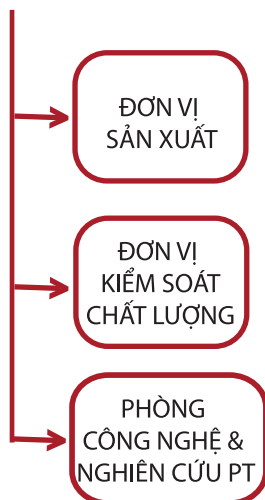 ĐƠN VỊ
SẢN XUẤT
ĐƠN VỊ
KIỂM SOÁT
CHẤT LƯỢNG
PHÒNG
CÔNG NGHỆ &
NGHIÊN CỨU PT